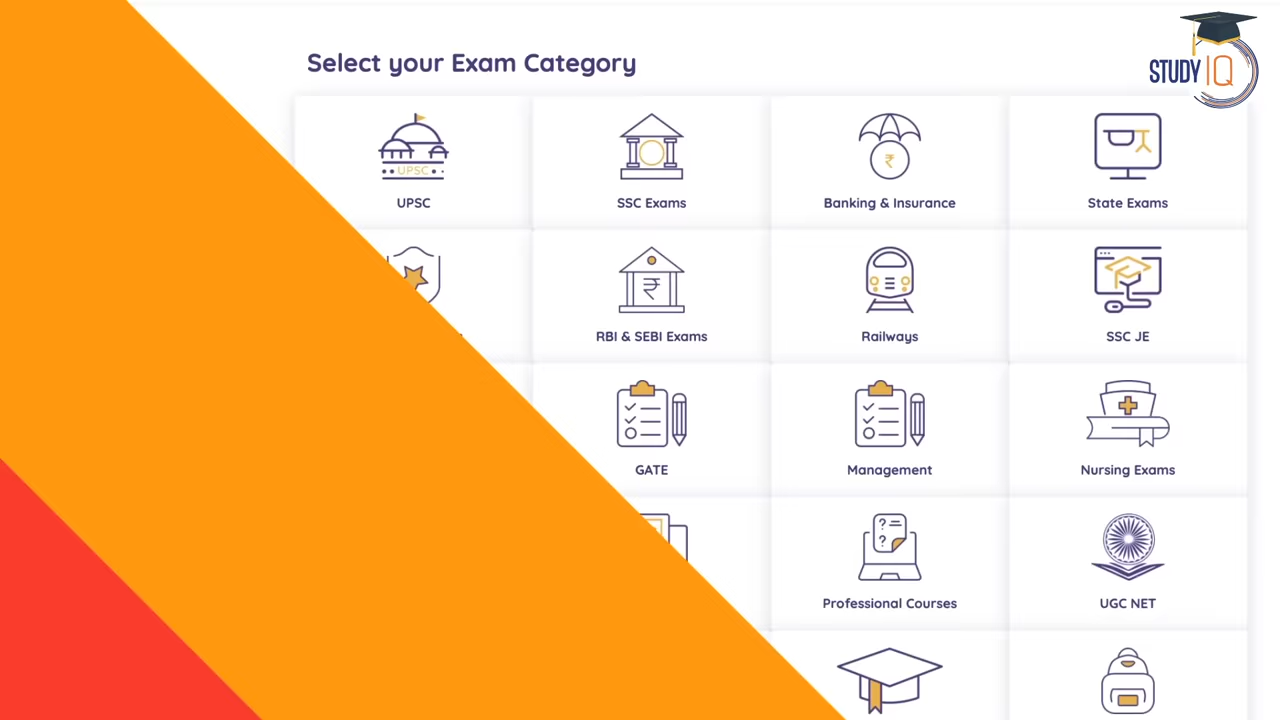 Select your Exam Category
STUDY IQ
UPSC
UPSC
SSC Exams
Banking & Insurance
State Exams
RBI & SEBI Exams
Railways
SSC JE
GATE
Management
Nursing Exams
Professional Courses
UGC NET